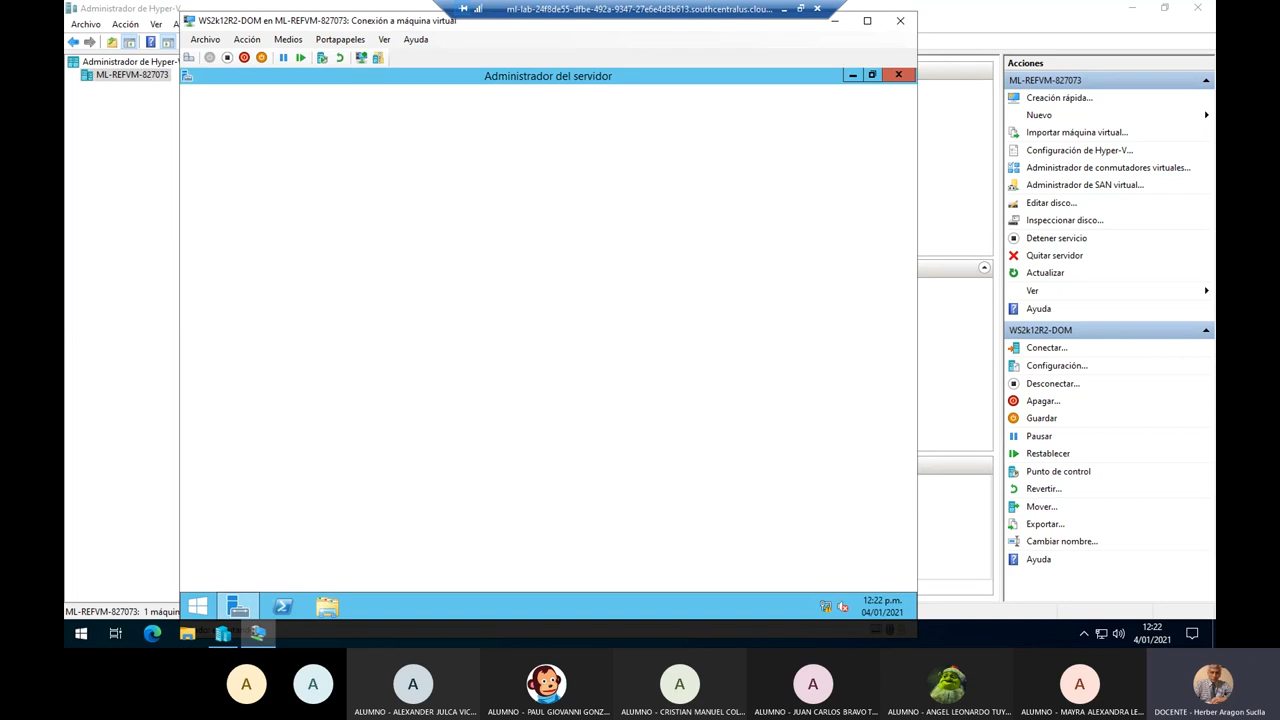 Administrador de Hyper-V
WS2k12R2-DOM en ML-REFVM-827073: Conexión a máquina virtual
ml-lab-24f8de55-dfbe-492a-9347-27e6e4d3b613.southcentralus.clou...
Archivo Acción Ver
Archivo Acción Medios Portapapeles Ver Ayuda
Administrador de Hyper-
ML-REFVM-827073
Administrador del servidor
Acciones
ML-REFVM-827073
Creación rápida...
Nuevo
Importar máquina virtual...
Configuración de Hyper-V...
Administrador de conmutadores virtuales...
Administrador de SAN virtual...
Editar disco...
Inspeccionar disco...
Detener servicio
Quitar servidor
Actualizar
Ver
Ayuda
WS2k12R2-DOM
Conectar...
Configuración...
Desconectar...
Apagar...
Guardar
Pausar
Restablecer
Punto de control
Revertir...
Mover...
Exportar...
Cambiar nombre...
Ayuda
12:22 p.m.
04/01/2021
ML-REFVM-827073: 1 máquin
12:22
4/01/2021
A A A A A A
ALUMNO - ALEXANDER JULCA VIC...
ALUMNO - PAUL GIOVANNI GONZ...
ALUMNO - CRISTIAN MANUEL COL...
ALUMNO - JUAN CARLOS BRAVO T...
ALUMNO - ANGEL LEONARDO TUY...
ALUMNO - MAYRA ALEXANDRA LE...
DOCENTE - Herber Aragon Suclla